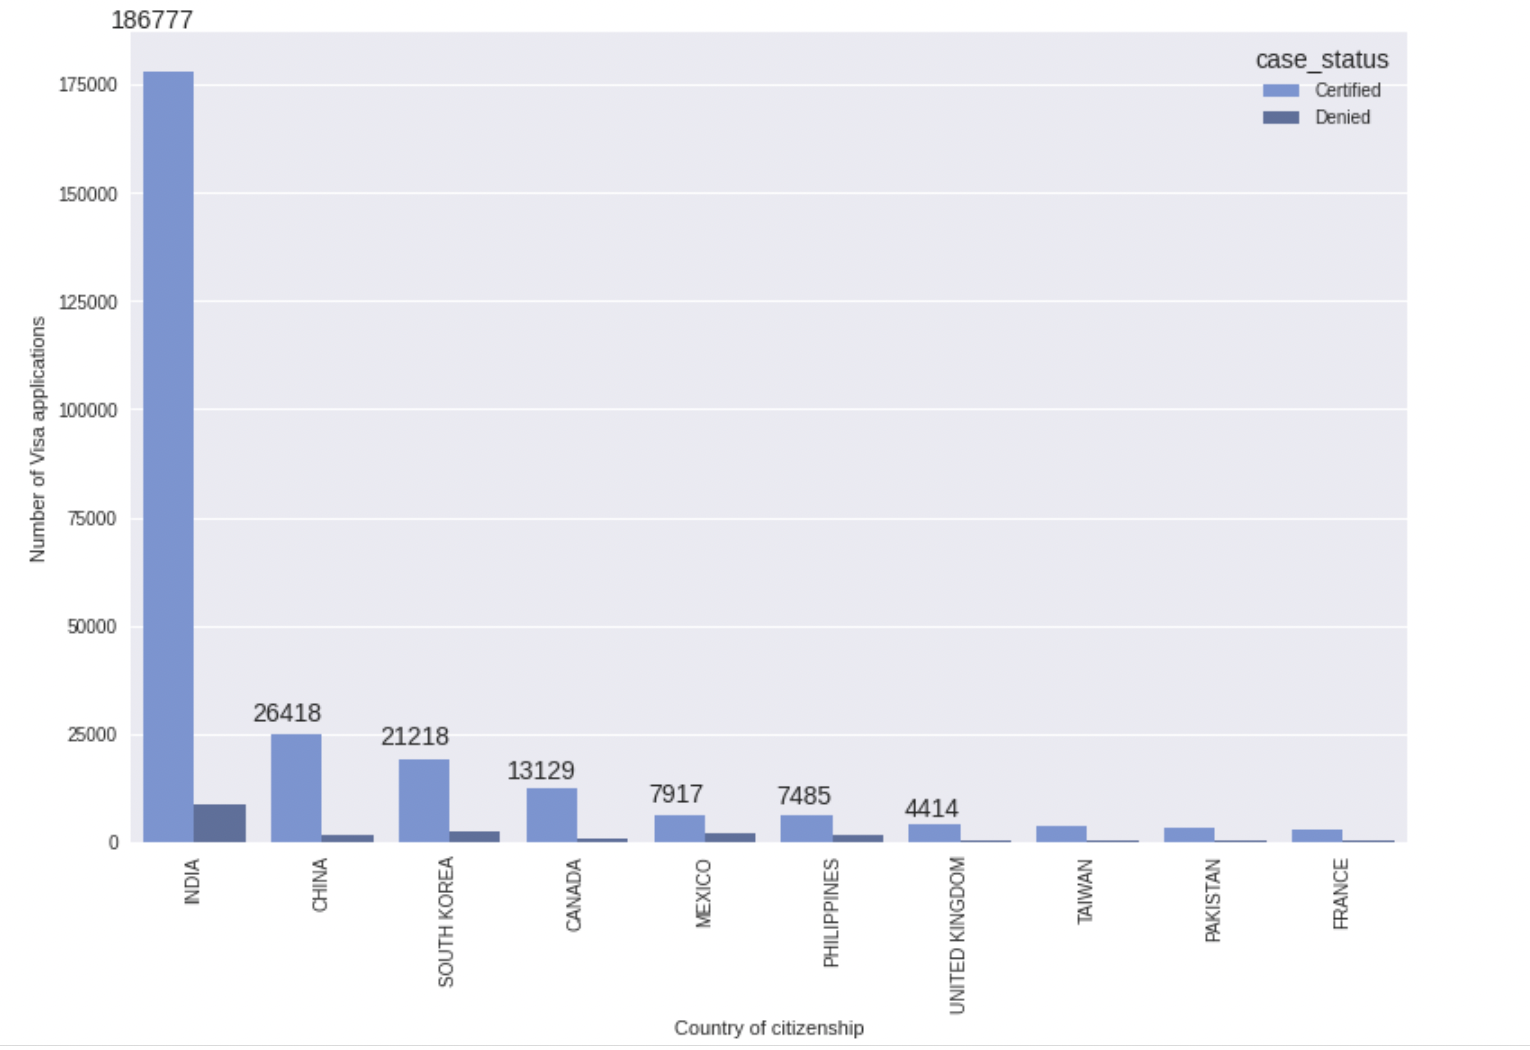 186777
case_status
Certified
Denied
175000
150000
125000
100000
75000
50000
25000
0
Number of Visa applications
26418
21218
13129
7917
7485
4414
INDIA
CHINA
SOUTH KOREA
CANADA
MEXICO
PHILIPPINES
UNITED KINGDOM
TAIWAN
PAKISTAN
FRANCE
Country of citizenship